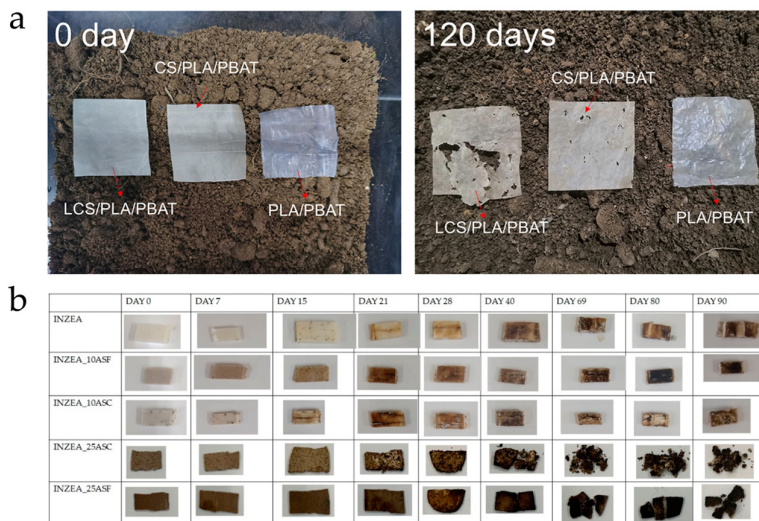 a
0 day
CS/PLA/PBAT
LCS/PLA/PBAT
PLA/PBAT
120 days
CS/PLA/PBAT
LCS/PLA/PBAT
PLA/PBAT
b
DAY 0 DAY 7 DAY 15 DAY 21 DAY 28 DAY 40 DAY 69 DAY 80 DAY 90
INZEA
INZEA_10ASF
INZEA_10ASC
INZEA_25ASC
INZEA_25ASF